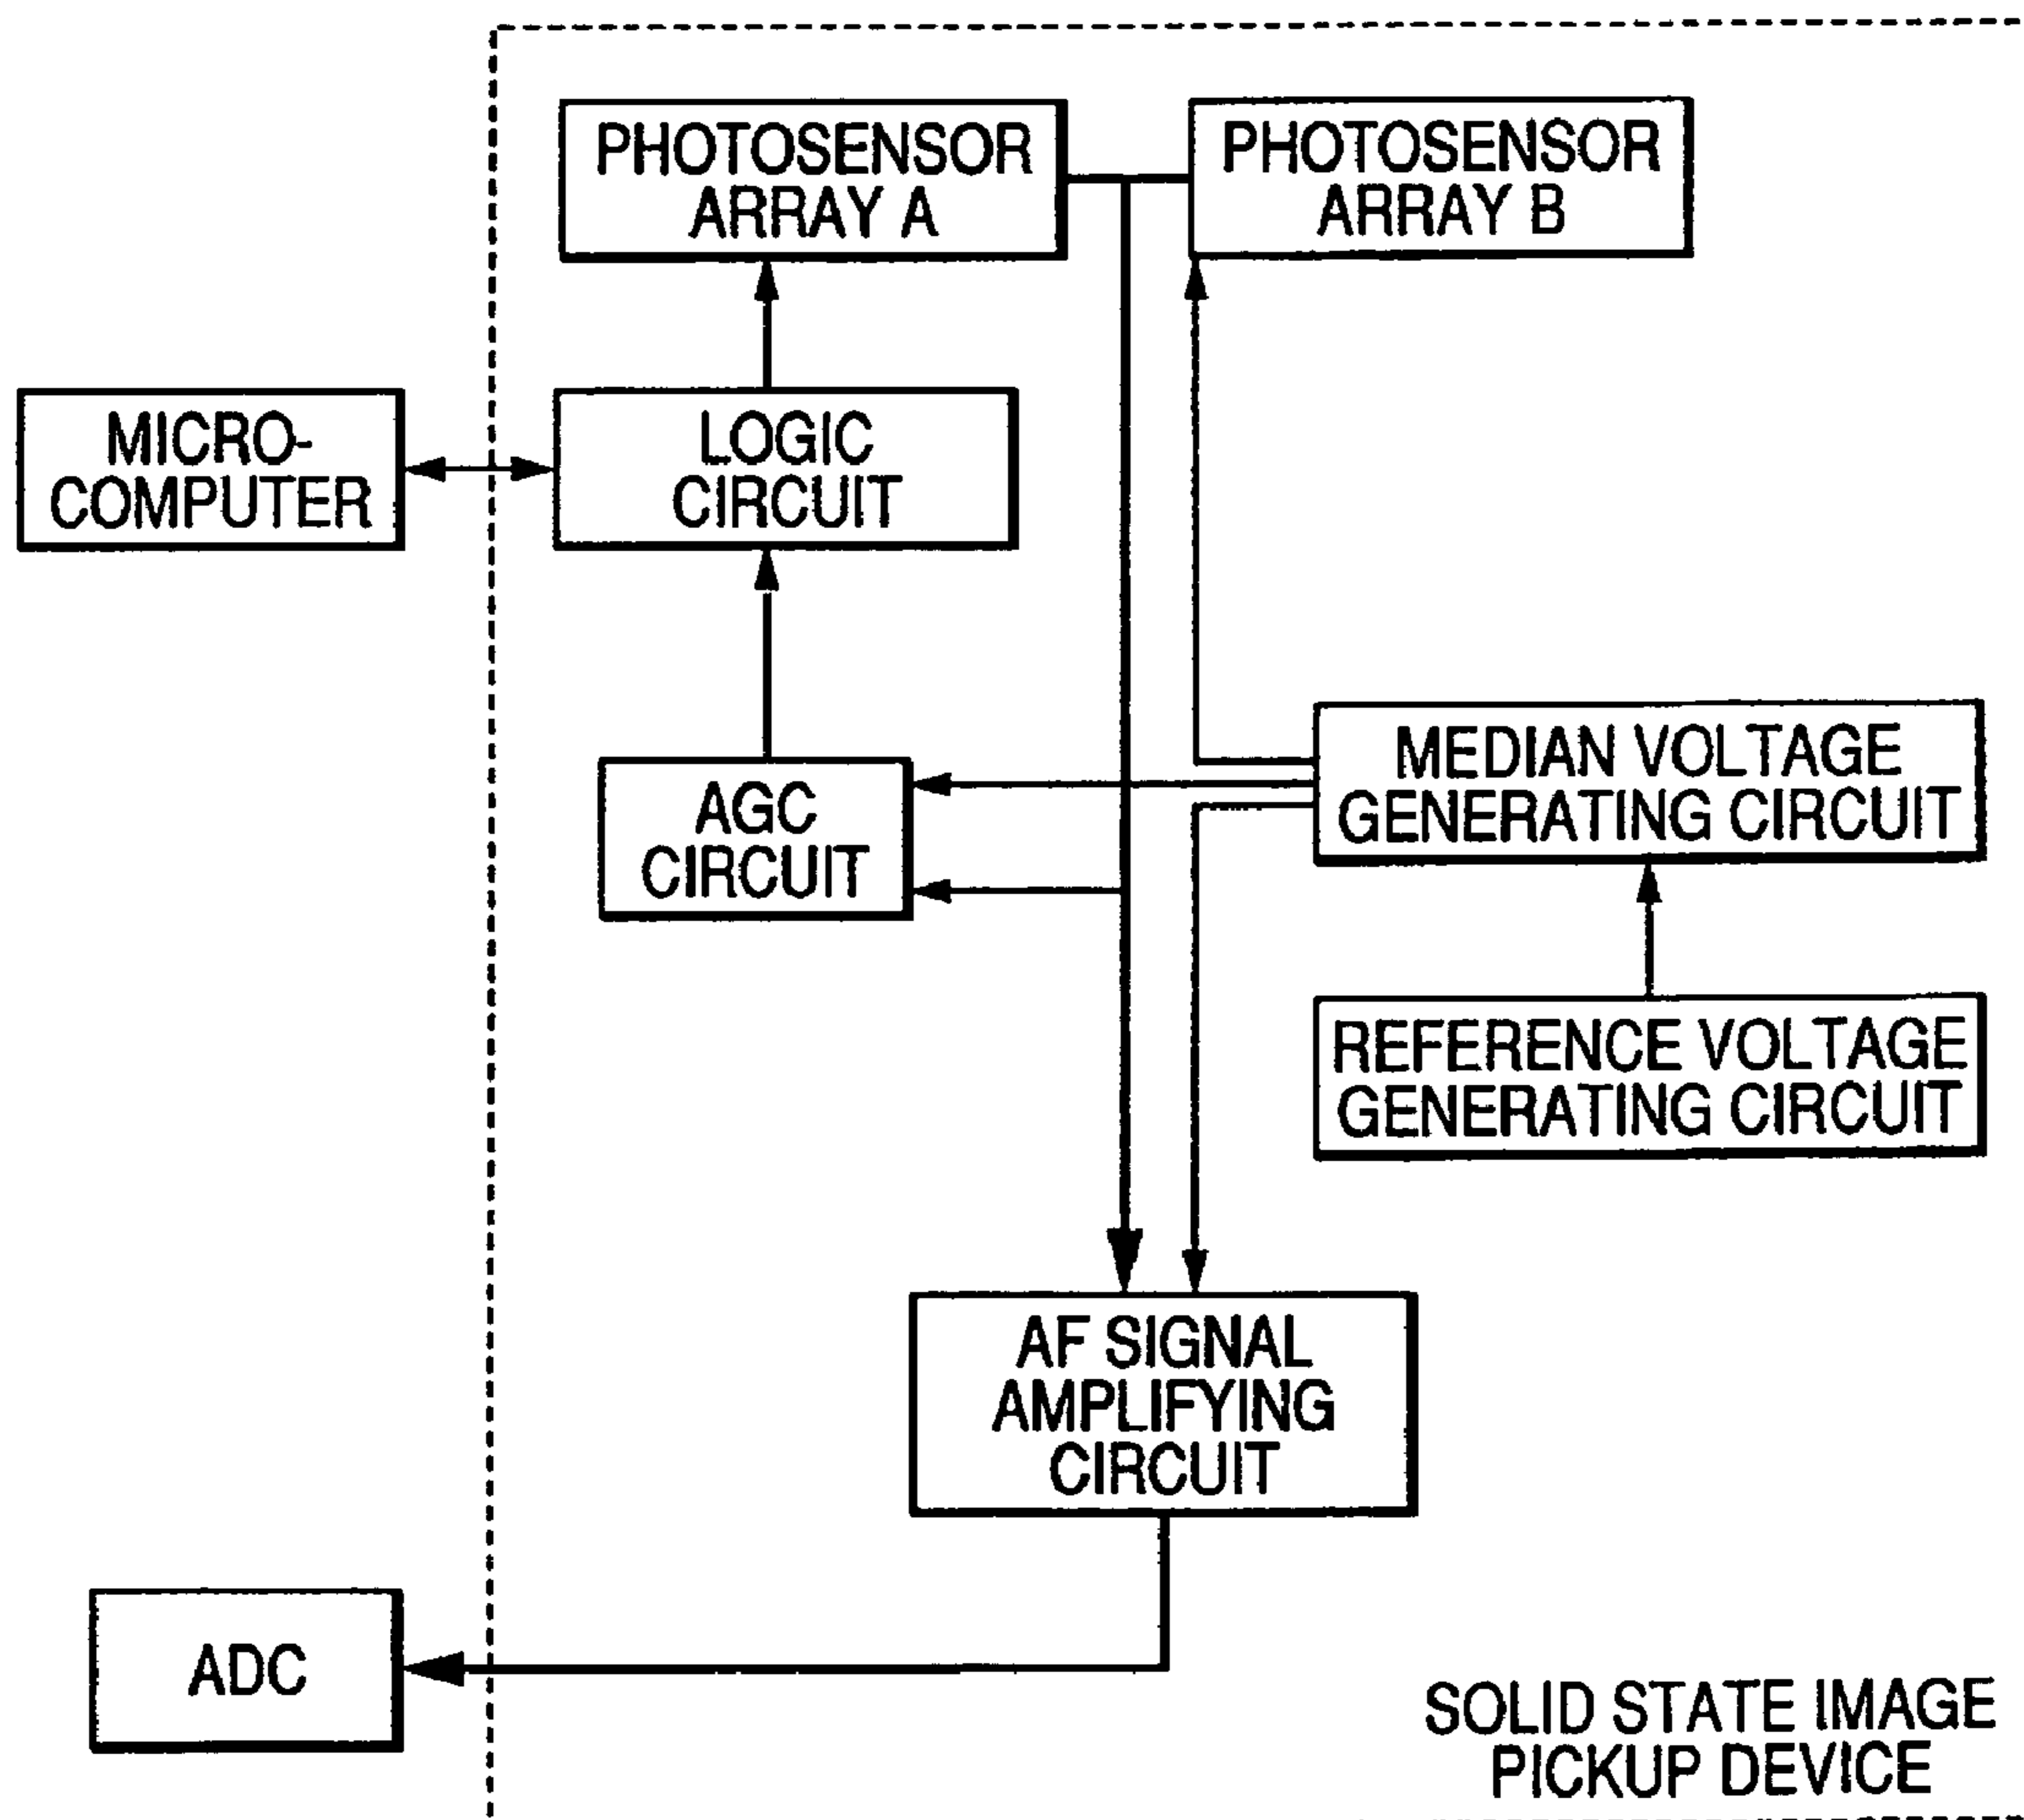 PHOTOSENSOR
ARRAY A
PHOTOSENSOR
ARRAY B
MICRO-
COMPUTER
LOGIC
CIRCUIT
MEDIAN VOLTAGE
GENERATING CIRCUIT
AGC
CIRCUIT
REFERENCE VOLTAGE
GENERATING CIRCUIT
AF SIGNAL
AMPLIFYING
CIRCUIT
ADC
SOLID STATE IMAGE
PICKUP DEVICE